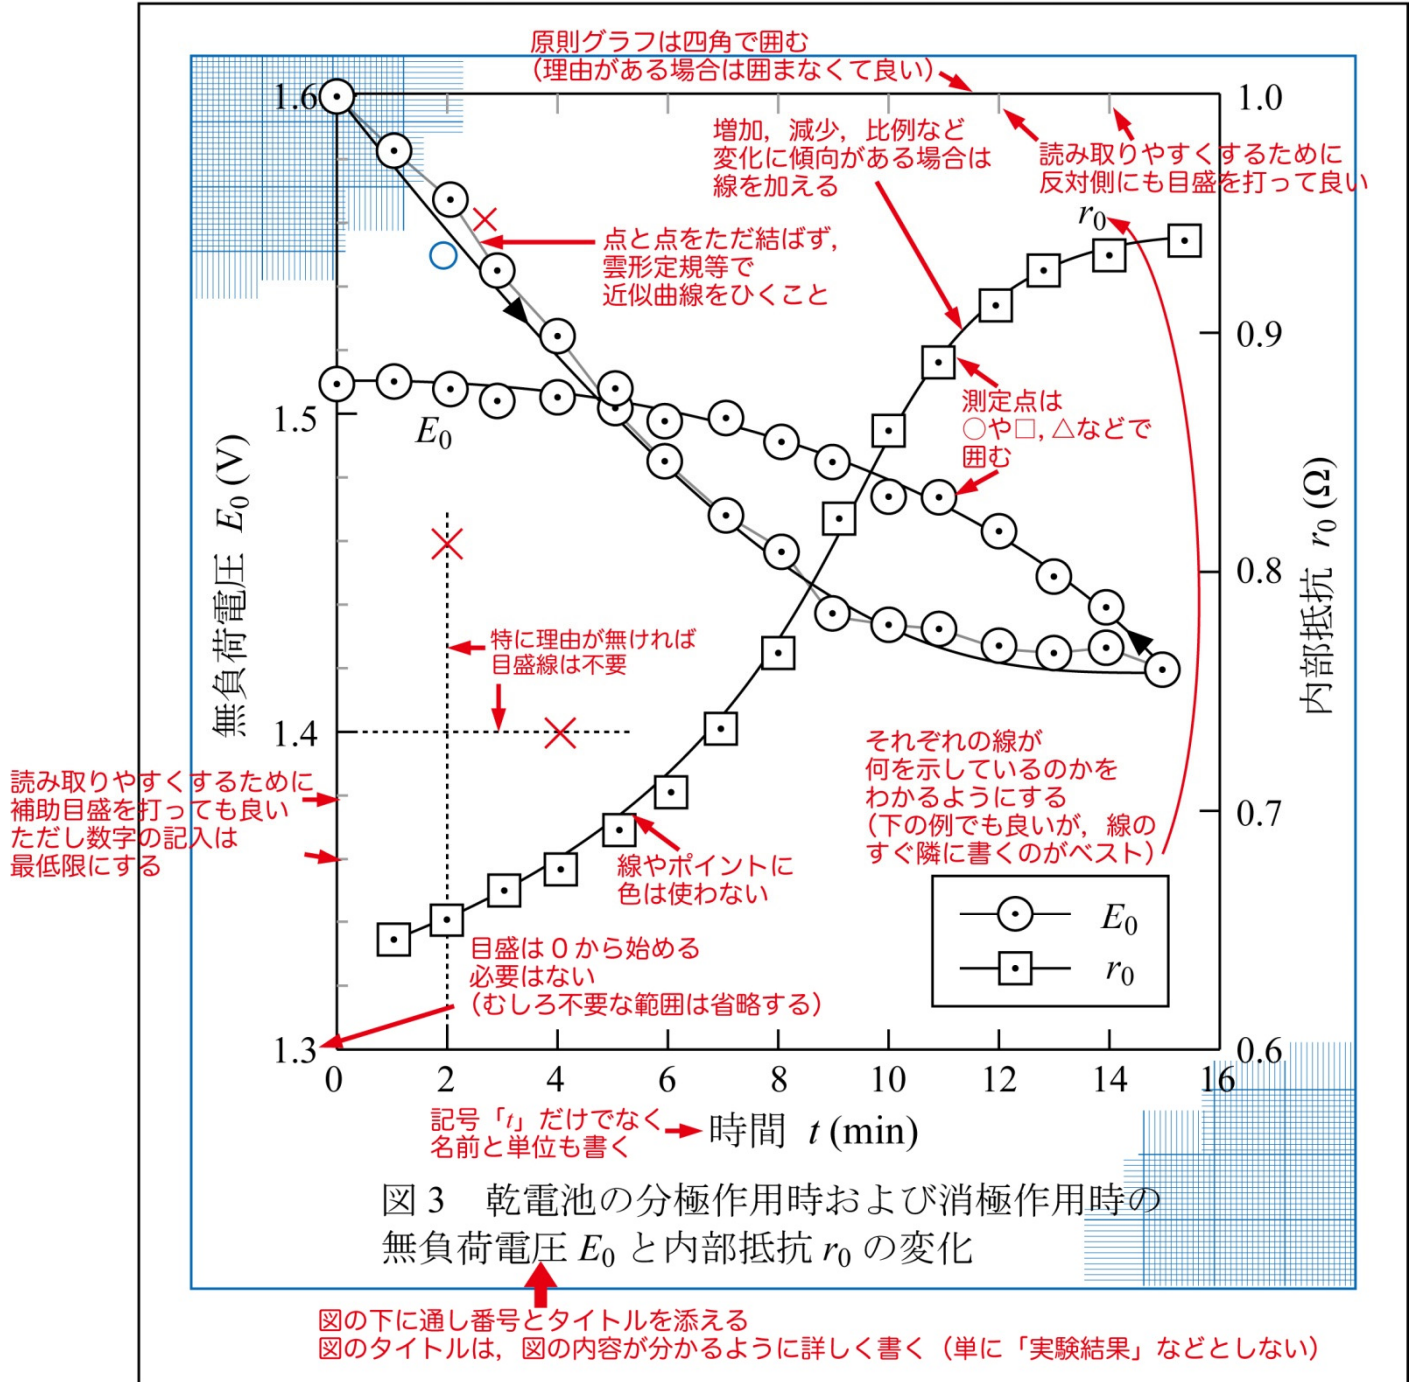 原則グラフは四角で囲む
（理由がある場合は囲まなくて良い）
1.6
1.0
増加，減少，比例など
変化に傾向がある場合は
線を加える
読み取りやすくするために
反対側にも目盛を打って良い
r₀
点と点をただ結ばず，
雲形定規等で
近似曲線をひくこと
0.9
測定点は
○や□，△などで
囲む
1.5
E₀
無負荷電圧 E₀ (V)
内部抵抗 r₀ (Ω)
0.8
特に理由が無ければ
目盛線は不要
1.4
それぞれの線が
何を示しているのかを
わかるようにする
（下の例でも良いが，線の
すぐ隣に書くのがベスト）
読み取りやすくするために
補助目盛を打っても良い
ただし数字の記入は
最低限にする
0.7
線やポイントに
色は使わない
E₀
r₀
目盛は 0 から始める
必要はない
（むしろ不要な範囲は省略する）
1.3
0.6
0 2 4 6 8 10 12 14 16
記号「t」だけでなく
名前と単位も書く
時間 t (min)
図 3　乾電池の分極作用時および消極作用時の
無負荷電圧 E₀ と内部抵抗 r₀ の変化
図の下に通し番号とタイトルを添える
図のタイトルは，図の内容が分かるように詳しく書く（単に「実験結果」などとしない）